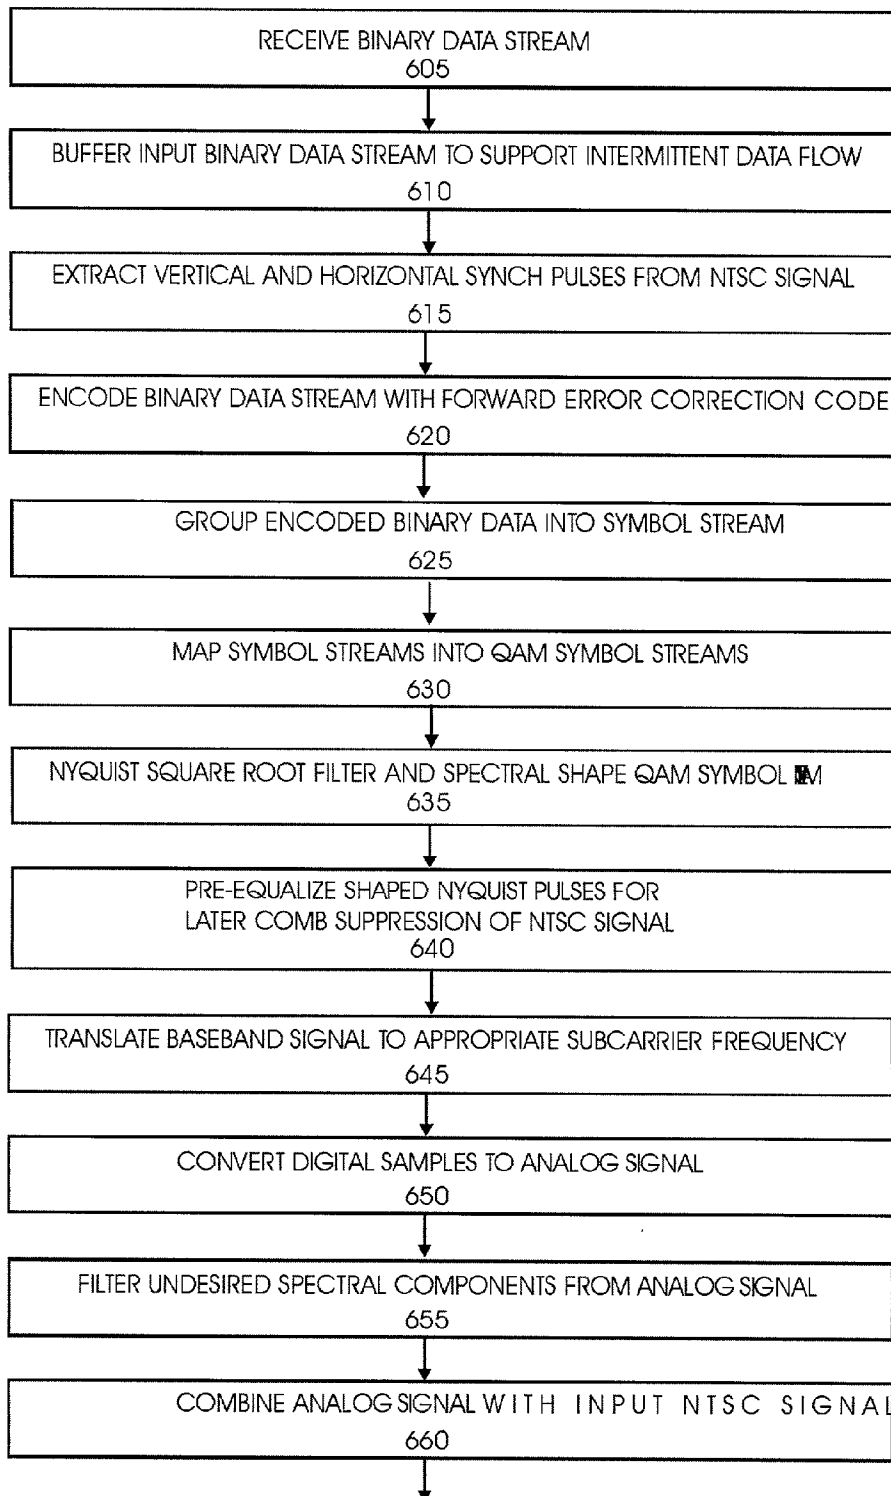 RECEIVE BINARY DATA STREAM
605
BUFFER INPUT BINARY DATA STREAM TO SUPPORT INTERMITTENT DATA FLOW
610
EXTRACT VERTICAL AND HORIZONTAL SYNCH PULSES FROM NTSC SIGNAL
615
ENCODE BINARY DATA STREAM WITH FORWARD ERROR CORRECTION CODE
620
GROUP ENCODED BINARY DATA INTO SYMBOL STREAM
625
MAP SYMBOL STREAMS INTO QAM SYMBOL STREAMS
630
NYQUIST SQUARE ROOT FILTER AND SPECTRAL SHAPE QAM SYMBOL
635
PRE-EQUALIZE SHAPED NYQUIST PULSES FOR
LATER COMB SUPPRESSION OF NTSC SIGNAL
640
TRANSLATE BASEBAND SIGNAL TO APPROPRIATE SUBCARRIER FREQUENCY
645
CONVERT DIGITAL SAMPLES TO ANALOG SIGNAL
650
FILTER UNDESIRED SPECTRAL COMPONENTS FROM ANALOG SIGNAL
655
COMBINE ANALOG SIGNAL WITH INPUT NTSC SIGNAL
660